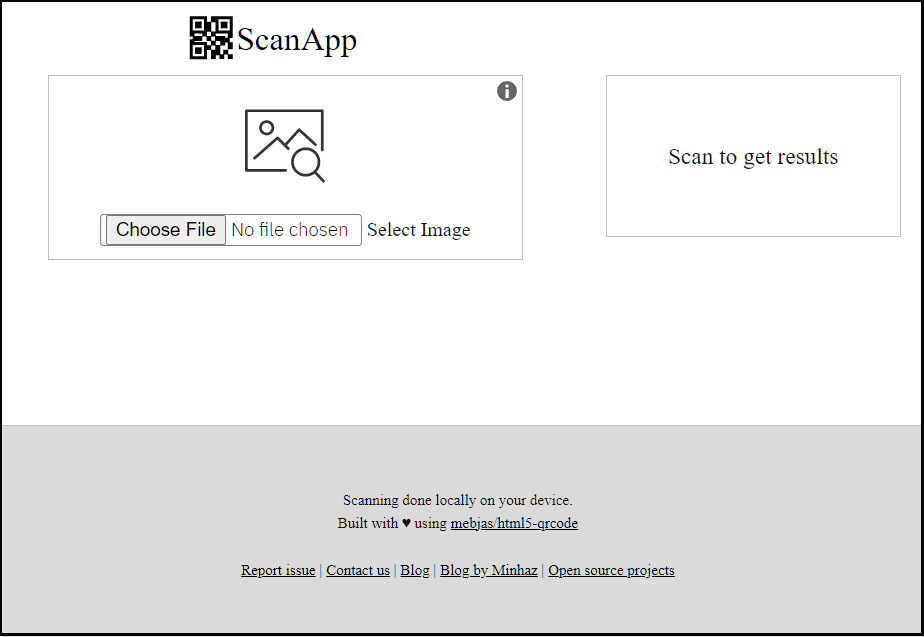 ScanApp
Choose File No file chosen Select Image
Scan to get results
Scanning done locally on your device.
Built with ♥ using mebjas/html5-qrcode
Report issue | Contact us | Blog | Blog by Minhaz | Open source projects